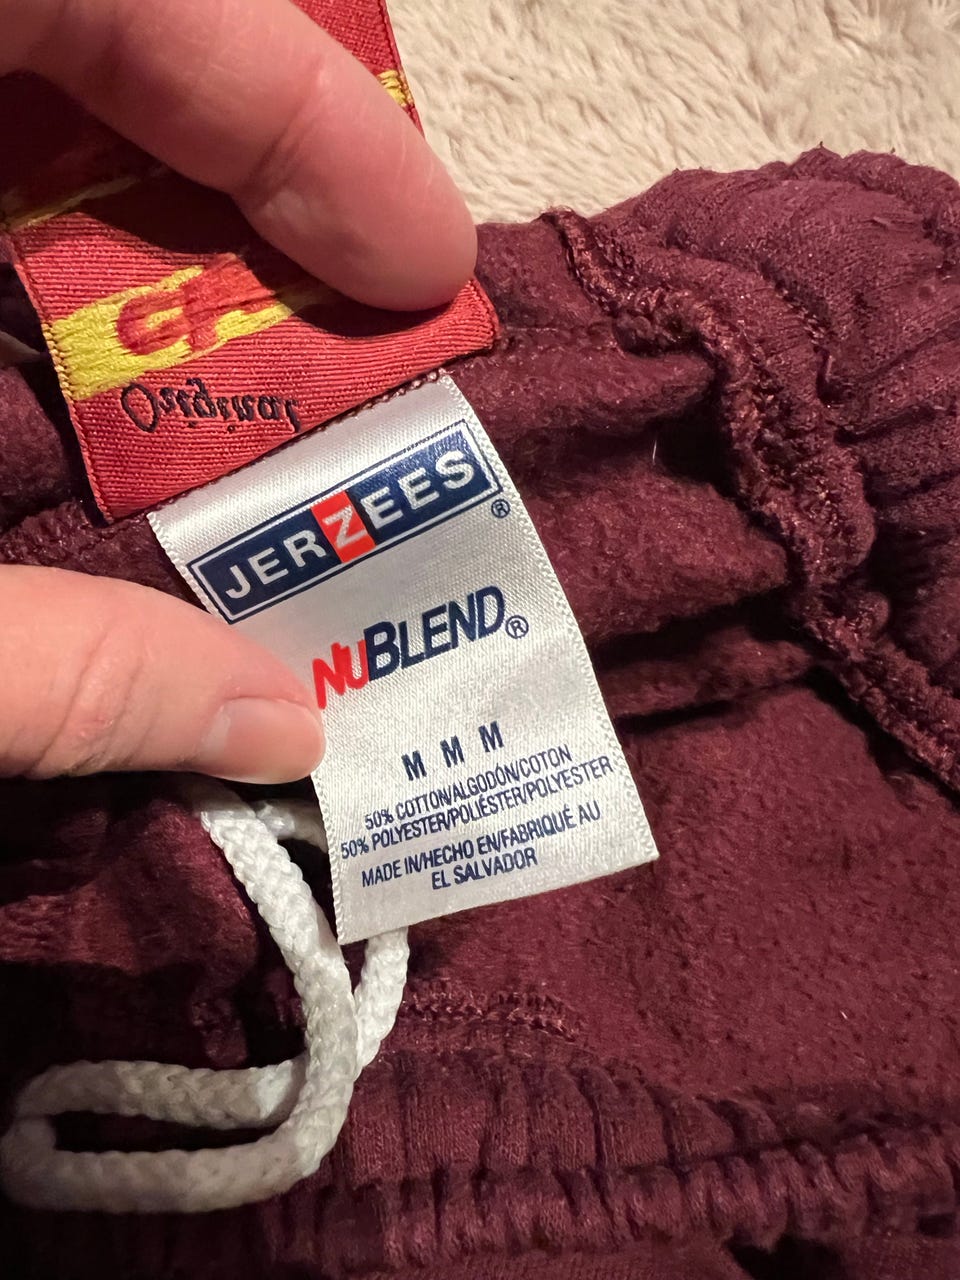 JERZEES®
NUBLEND®
M M M
50% COTTON/ALGODÓN/COTON
50% POLYESTER/POLIÉSTER/POLYESTER
MADE IN/HECHO EN/FABRIQUÉ AU
EL SALVADOR